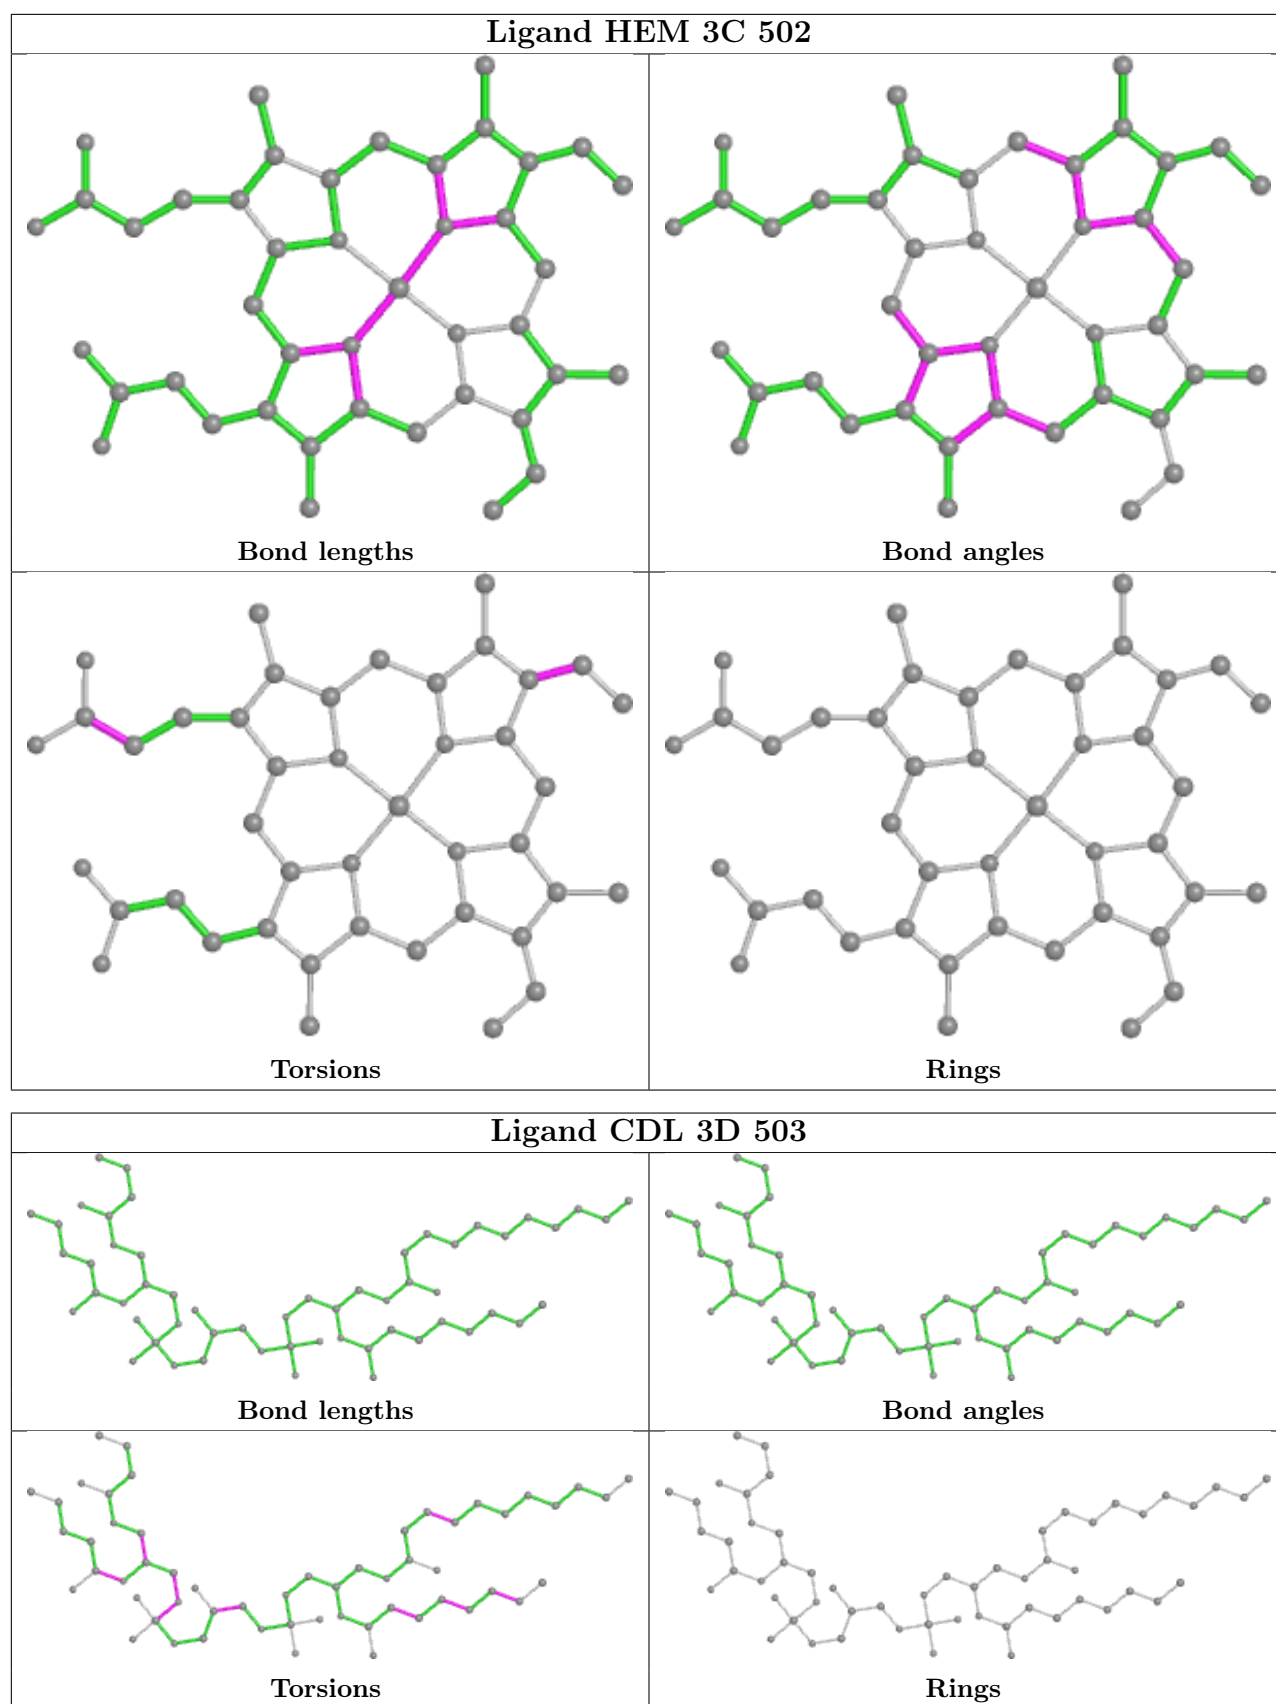 Ligand HEM 3C 502
Bond lengths
Bond angles
Torsions
Rings
Ligand CDL 3D 503
Bond lengths
Bond angles
Torsions
Rings